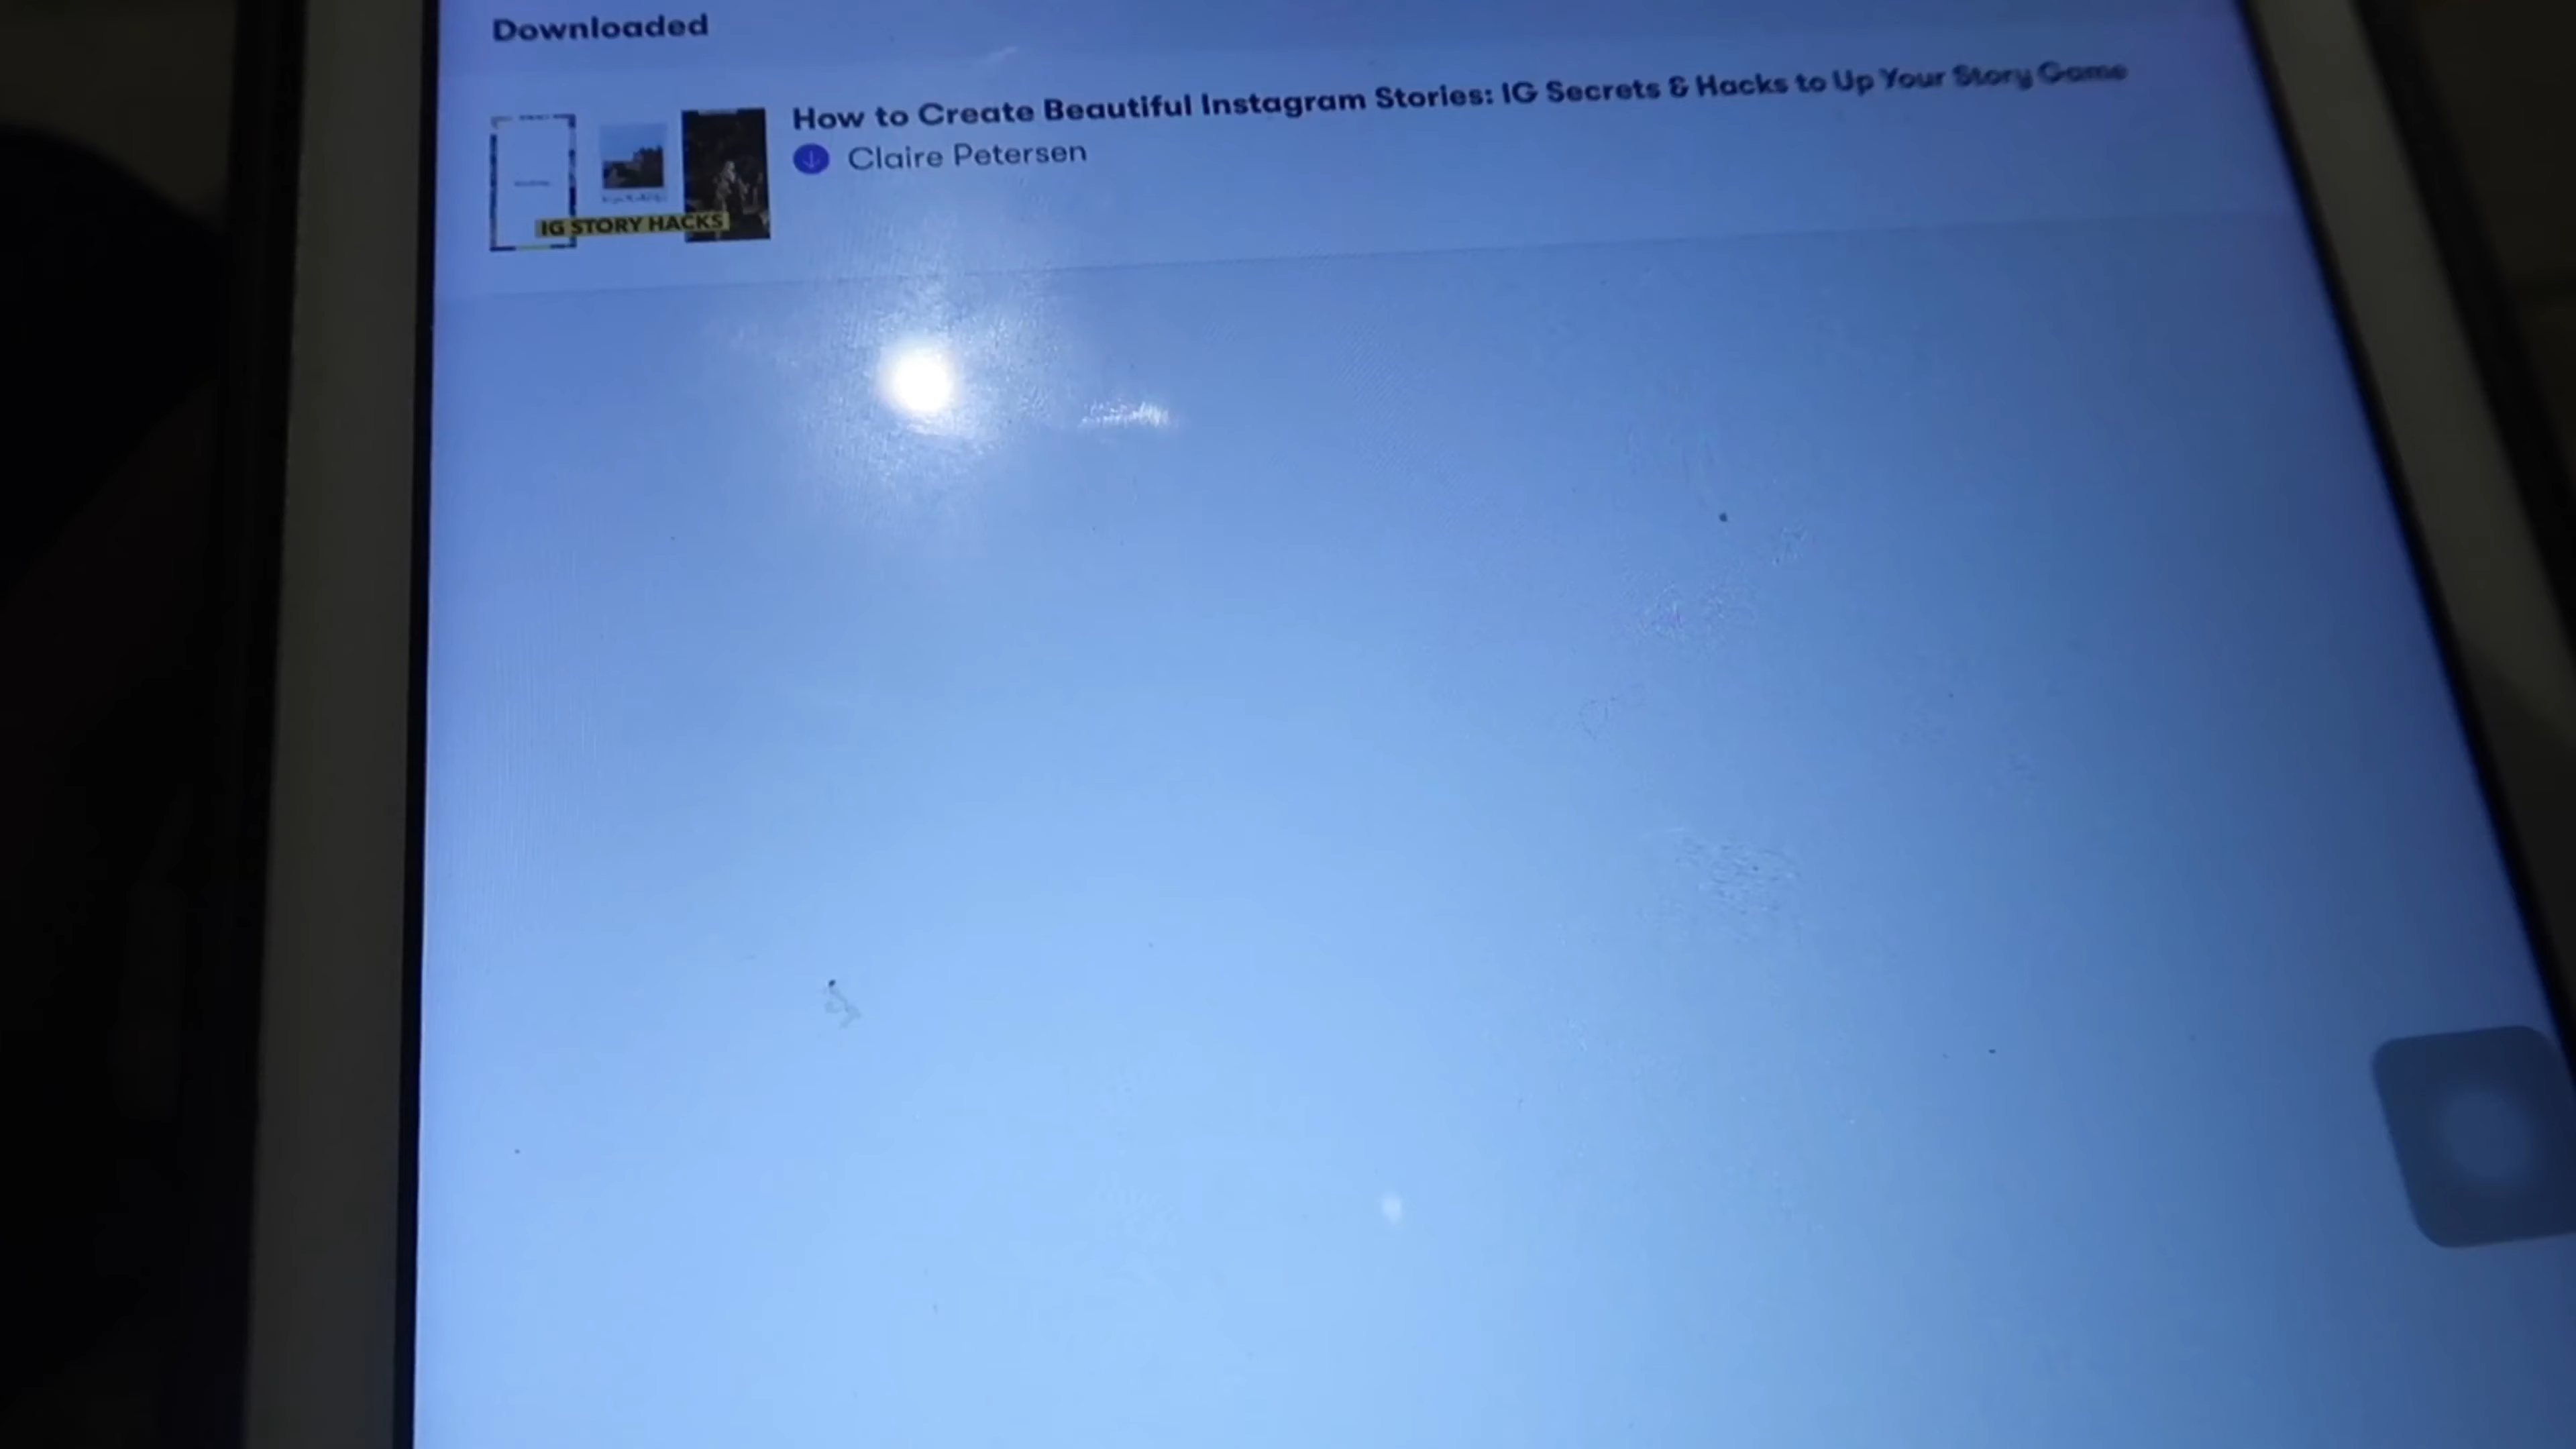 Downloaded
How to Create Beautiful Instagram Stories: IG Secrets & Hacks to Up Your Story Game
Claire Petersen
IG STORY HACKS